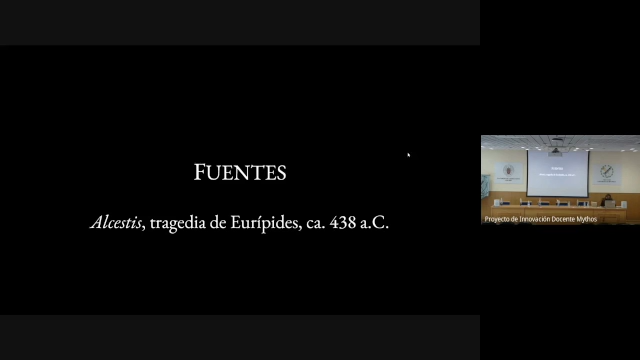 FUENTES
Alcestis, tragedia de Eurípides, ca. 438 a.C.
Proyecto de Innovación Docente Mythos